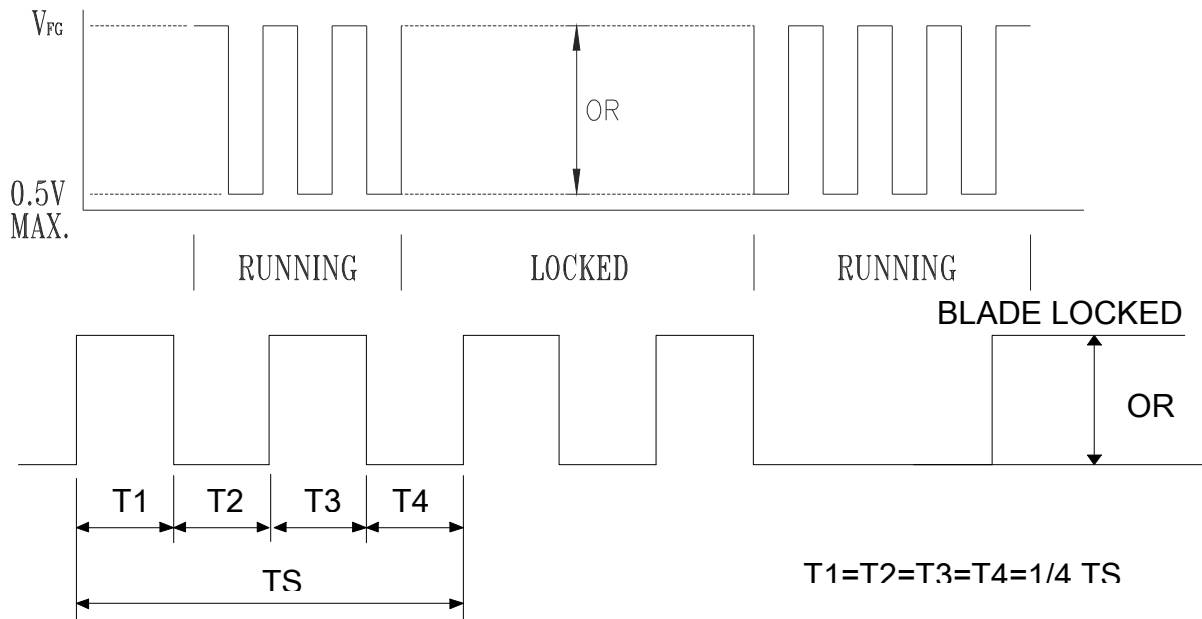 VFG
OR
0.5V
MAX.
RUNNING LOCKED RUNNING
BLADE LOCKED
OR
T1 T2 T3 T4
TS
T1=T2=T3=T4=1/4 TS